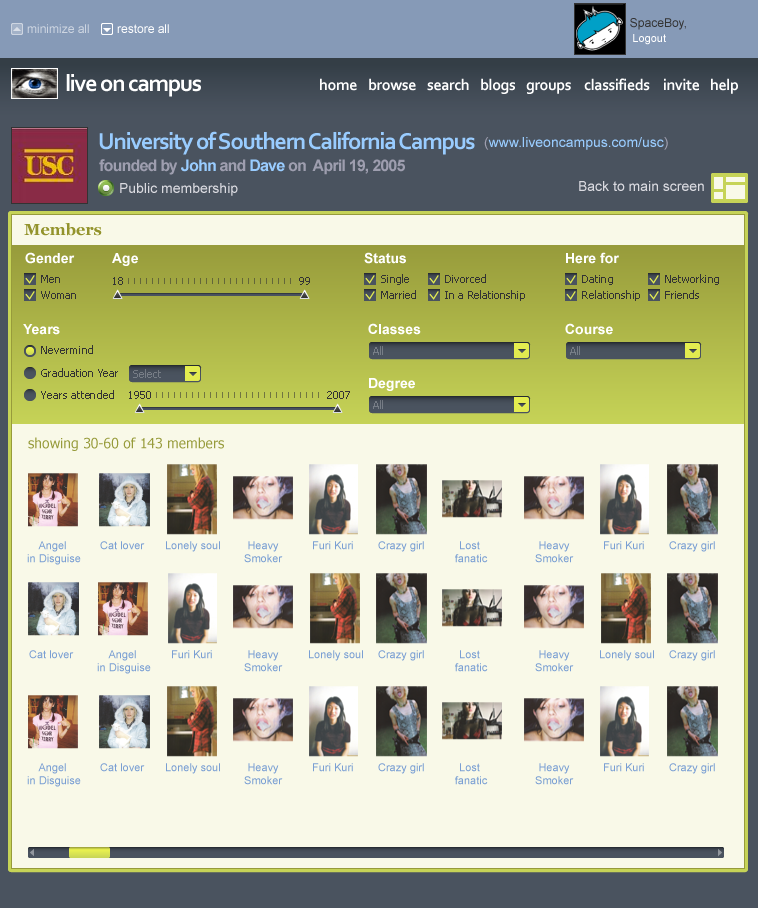 minimize all restore all
SpaceBoy,
Logout
live on campus
home browse search blogs groups classifieds invite help
USC
University of Southern California Campus (www.liveoncampus.com/usc)
founded by John and Dave on April 19, 2005
Public membership
Back to main screen
Members
Gender Age Status Here for
Men 18 99 Single Divorced Dating Networking
Woman Married In a Relationship Relationship Friends
Years Classes Course
Nevermind All All
Graduation Year Select
Degree
Years attended 1950 2007
All
showing 30-60 of 143 members
Angel in Disguise Cat lover Lonely soul Heavy Smoker Furi Kuri Crazy girl Lost fanatic Heavy Smoker Furi Kuri Crazy girl
Cat lover Angel in Disguise Furi Kuri Heavy Smoker Lonely soul Crazy girl Lost fanatic Heavy Smoker Lonely soul Crazy girl
Angel in Disguise Cat lover Lonely soul Heavy Smoker Furi Kuri Crazy girl Lost fanatic Heavy Smoker Furi Kuri Crazy girl